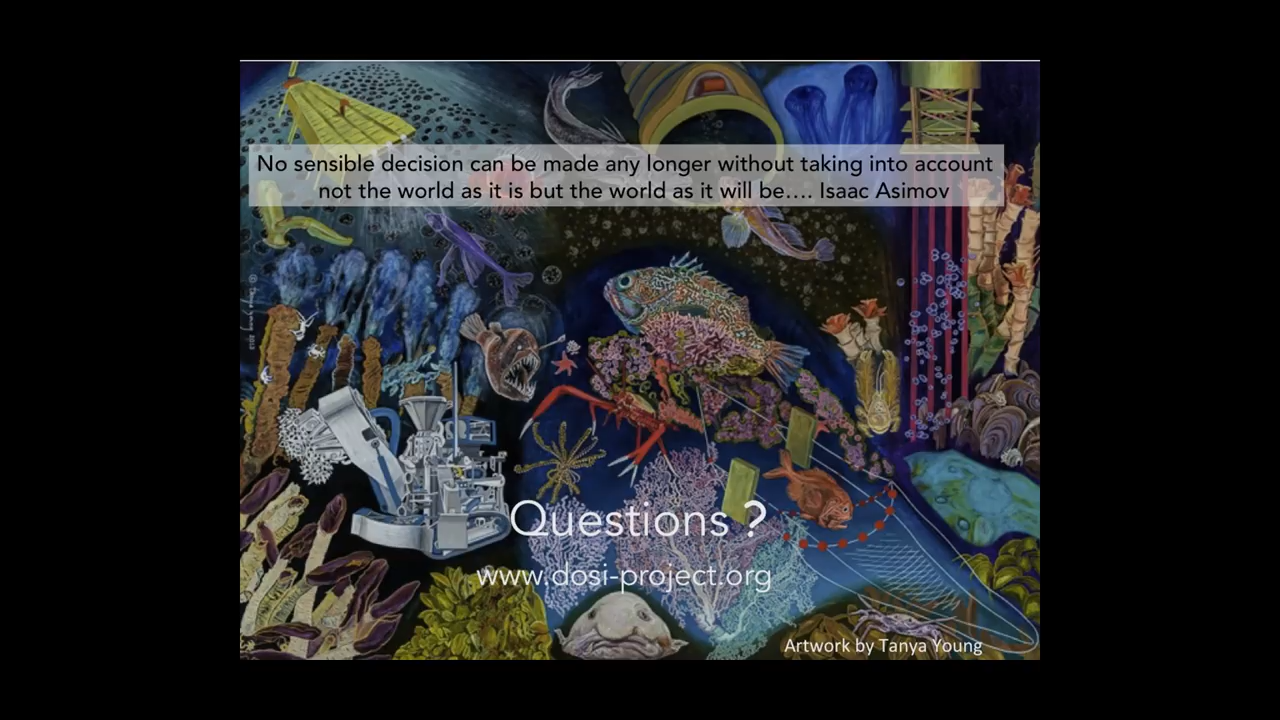 No sensible decision can be made any longer without taking into account
not the world as it is but the world as it will be…. Isaac Asimov
Questions ?
www.dosi-project.org
Artwork by Tanya Young